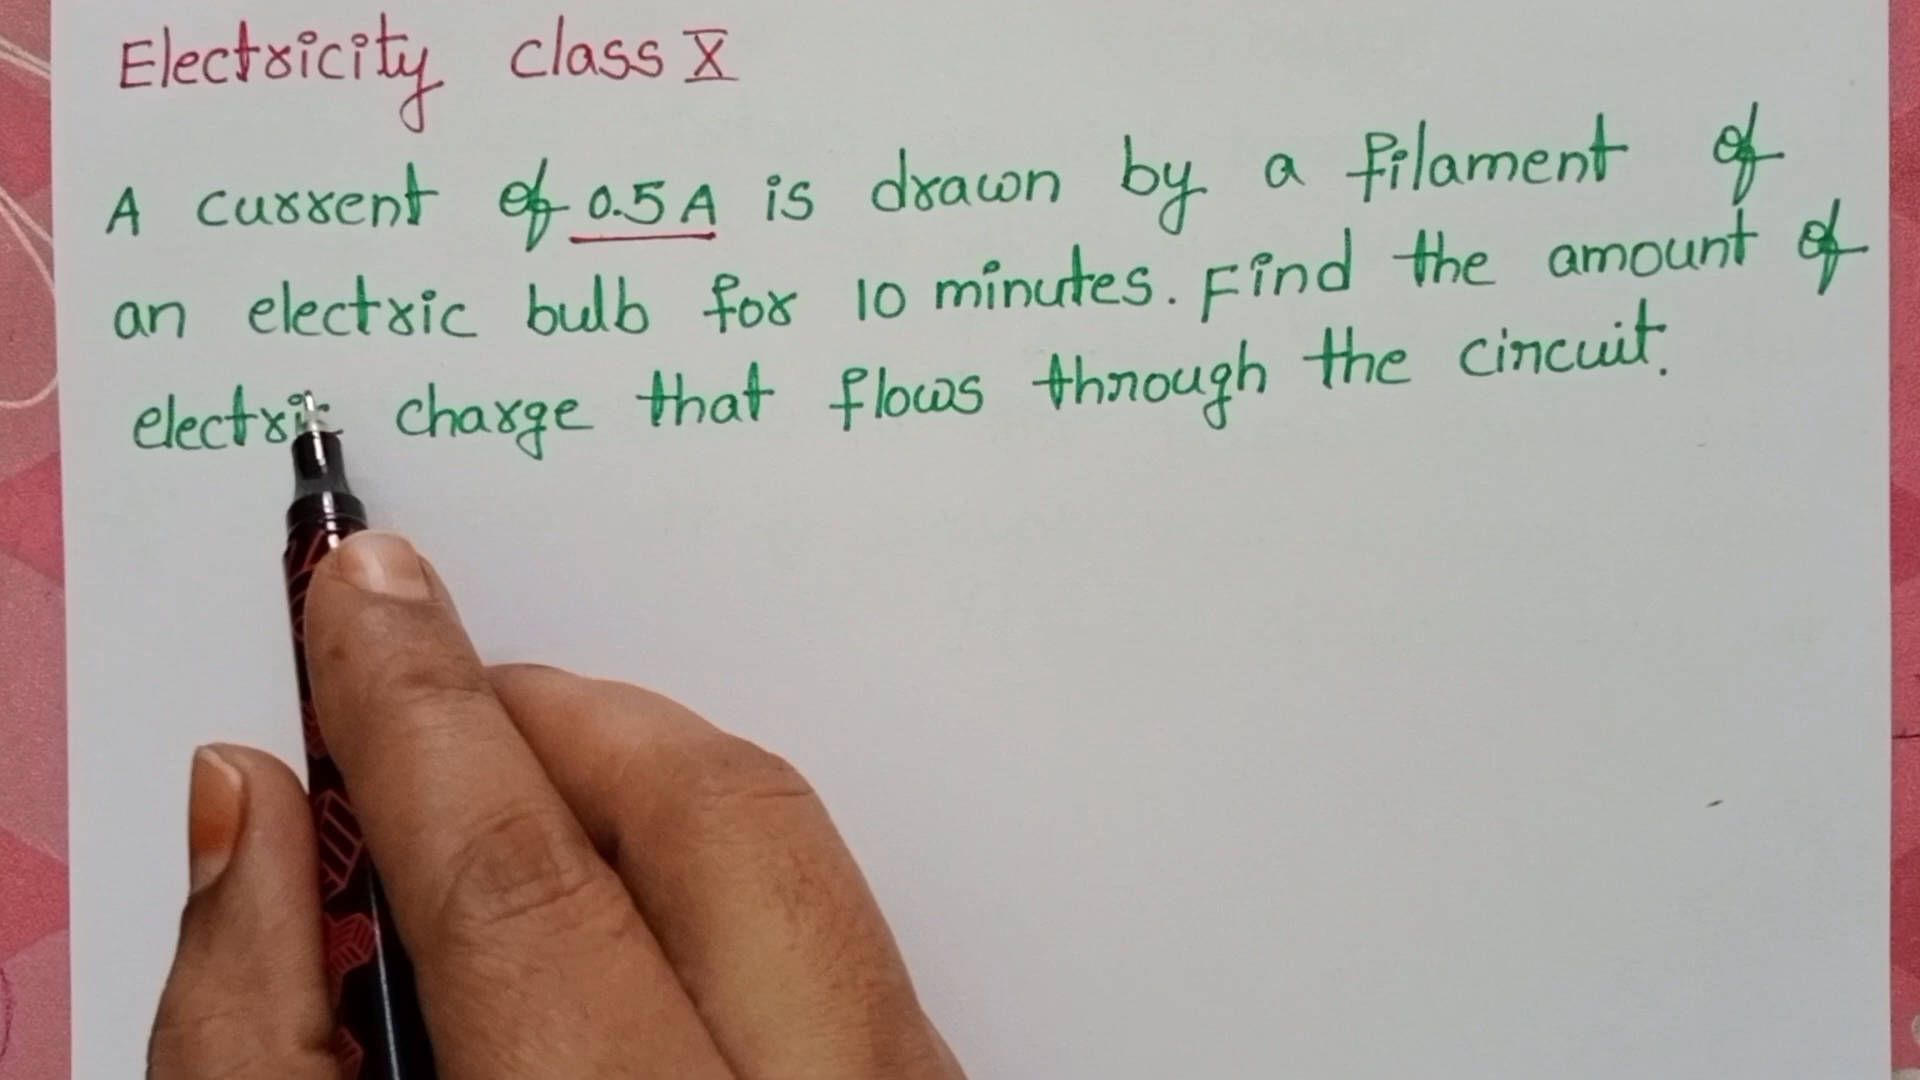 Electricity class X
A current of 0.5 A is drawn by a filament of
an electric bulb for 10 minutes. Find the amount of
electric charge that flows through the circuit.